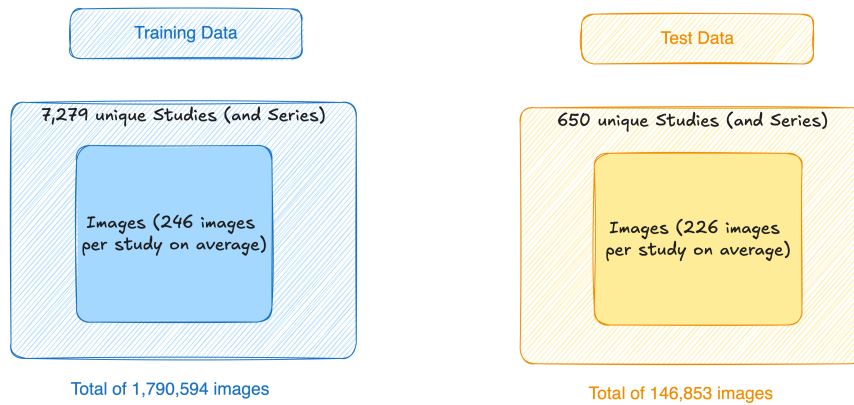 Training Data
7,279 unique Studies (and Series)
Images (246 images
per study on average)
Total of 1,790,594 images
Test Data
650 unique Studies (and Series)
Images (226 images
per study on average)
Total of 146,853 images